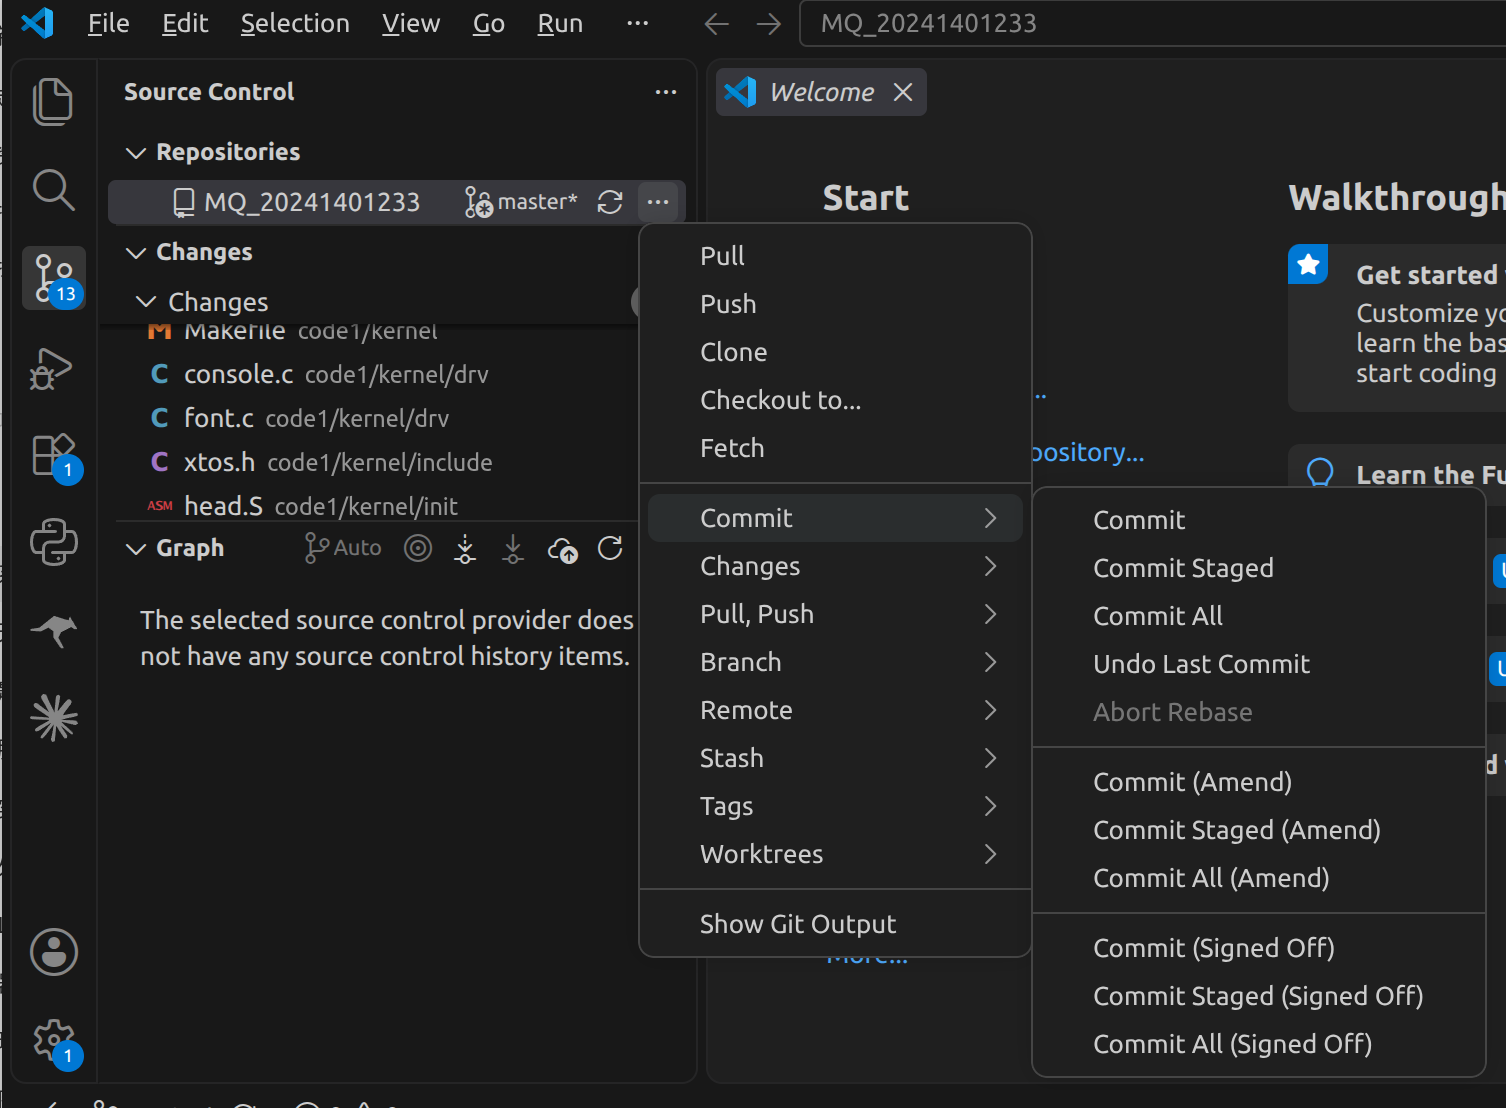 File Edit Selection View Go Run ···
MQ_20241401233
Source Control ···
Welcome
Repositories
MQ_20241401233 master* ···
Changes
Changes
Makefile code1/kernel
console.c code1/kernel/drv
font.c code1/kernel/drv
xtos.h code1/kernel/include
ASM head.S code1/kernel/init
Graph Auto
The selected source control provider does
not have any source control history items.
13
1
1
Pull
Push
Clone
Checkout to...
Fetch
Commit
Changes
Pull, Push
Branch
Remote
Stash
Tags
Worktrees
Show Git Output
Commit
Commit Staged
Commit All
Undo Last Commit
Abort Rebase
Commit (Amend)
Commit Staged (Amend)
Commit All (Amend)
Commit (Signed Off)
Commit Staged (Signed Off)
Commit All (Signed Off)
Start
More...
Get started
Customize
learn the
start coding
Learn the